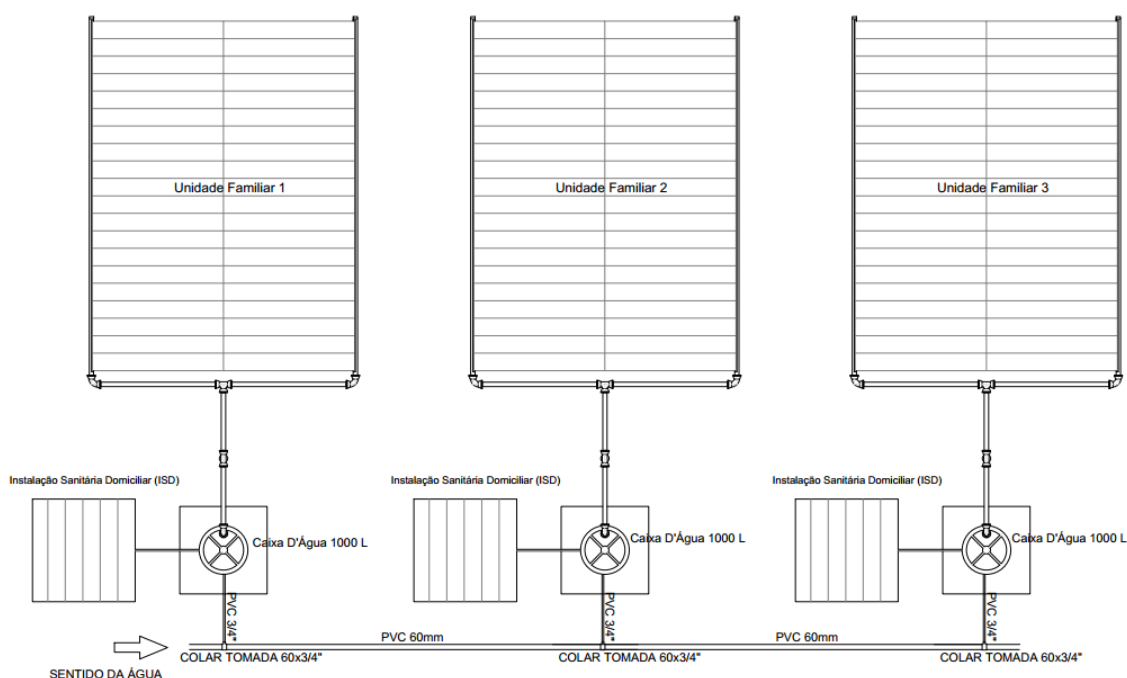 Unidade Familiar 1
Unidade Familiar 2
Unidade Familiar 3
Instalação Sanitária Domiciliar (ISD)
Instalação Sanitária Domiciliar (ISD)
Instalação Sanitária Domiciliar (ISD)
Caixa D'Água 1000 L
Caixa D'Água 1000 L
Caixa D'Água 1000 L
PVC 3/4"
PVC 3/4"
PVC 3/4"
PVC 60mm
PVC 60mm
COLAR TOMADA 60x3/4"
COLAR TOMADA 60x3/4"
COLAR TOMADA 60x3/4"
SENTIDO DA ÁGUA